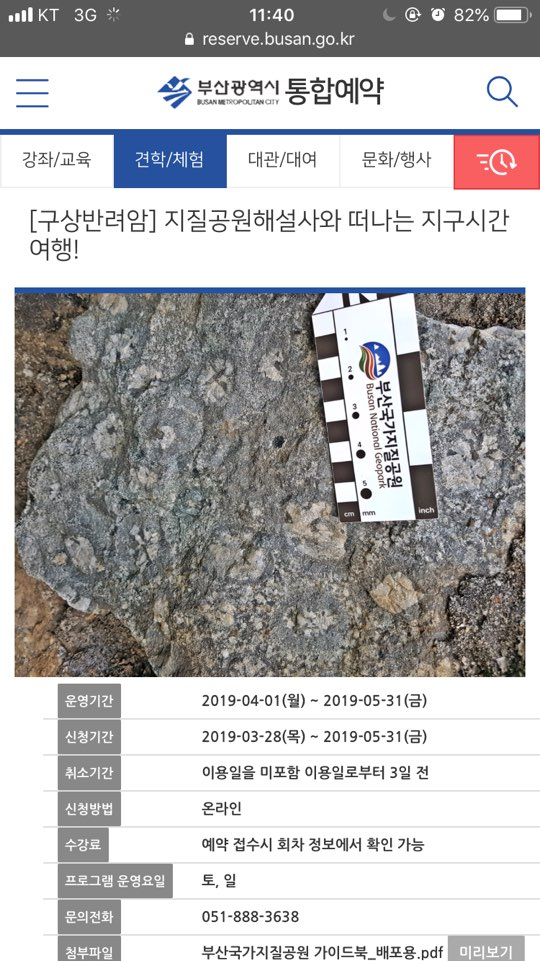 KT 3G 11:40 82%
reserve.busan.go.kr
부산광역시 통합예약
BUSAN METROPOLITAN CITY
강좌/교육 견학/체험 대관/대여 문화/행사
[구상반려암] 지질공원해설사와 떠나는 지구시간
여행!
1
2
3
4
5
cm mm inch
부산국가지질공원
Busan National Geopark
운영기간 2019-04-01(월) ~ 2019-05-31(금)
신청기간 2019-03-28(목) ~ 2019-05-31(금)
취소기간 이용일을 미포함 이용일로부터 3일 전
신청방법 온라인
수강료 예약 접수시 회차 정보에서 확인 가능
프로그램 운영요일 토, 일
문의전화 051-888-3638
첨부파일 부산국가지질공원 가이드북_배포용.pdf 미리보기